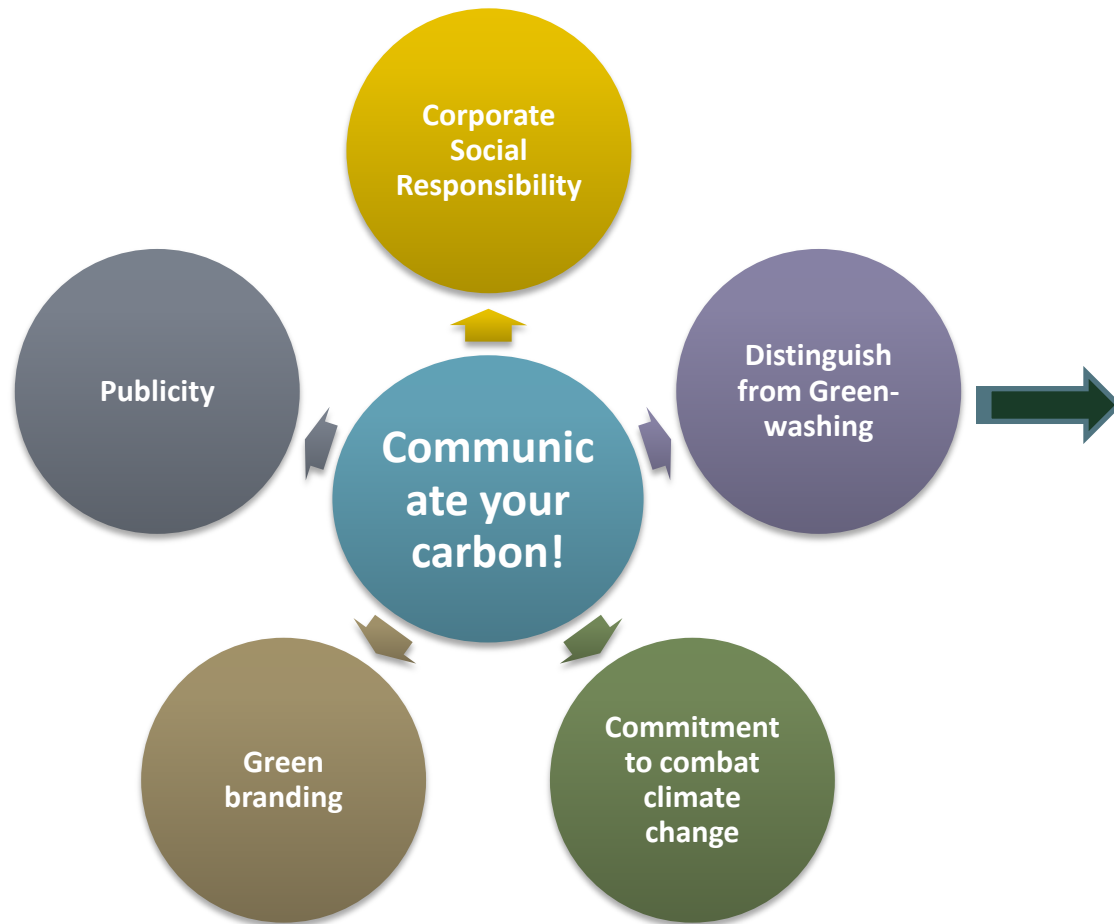 Corporate
Social
Responsibility
Publicity
Distinguish
from Green-
washing
Communic
ate your
carbon!
Green
branding
Commitment
to combat
climate
change